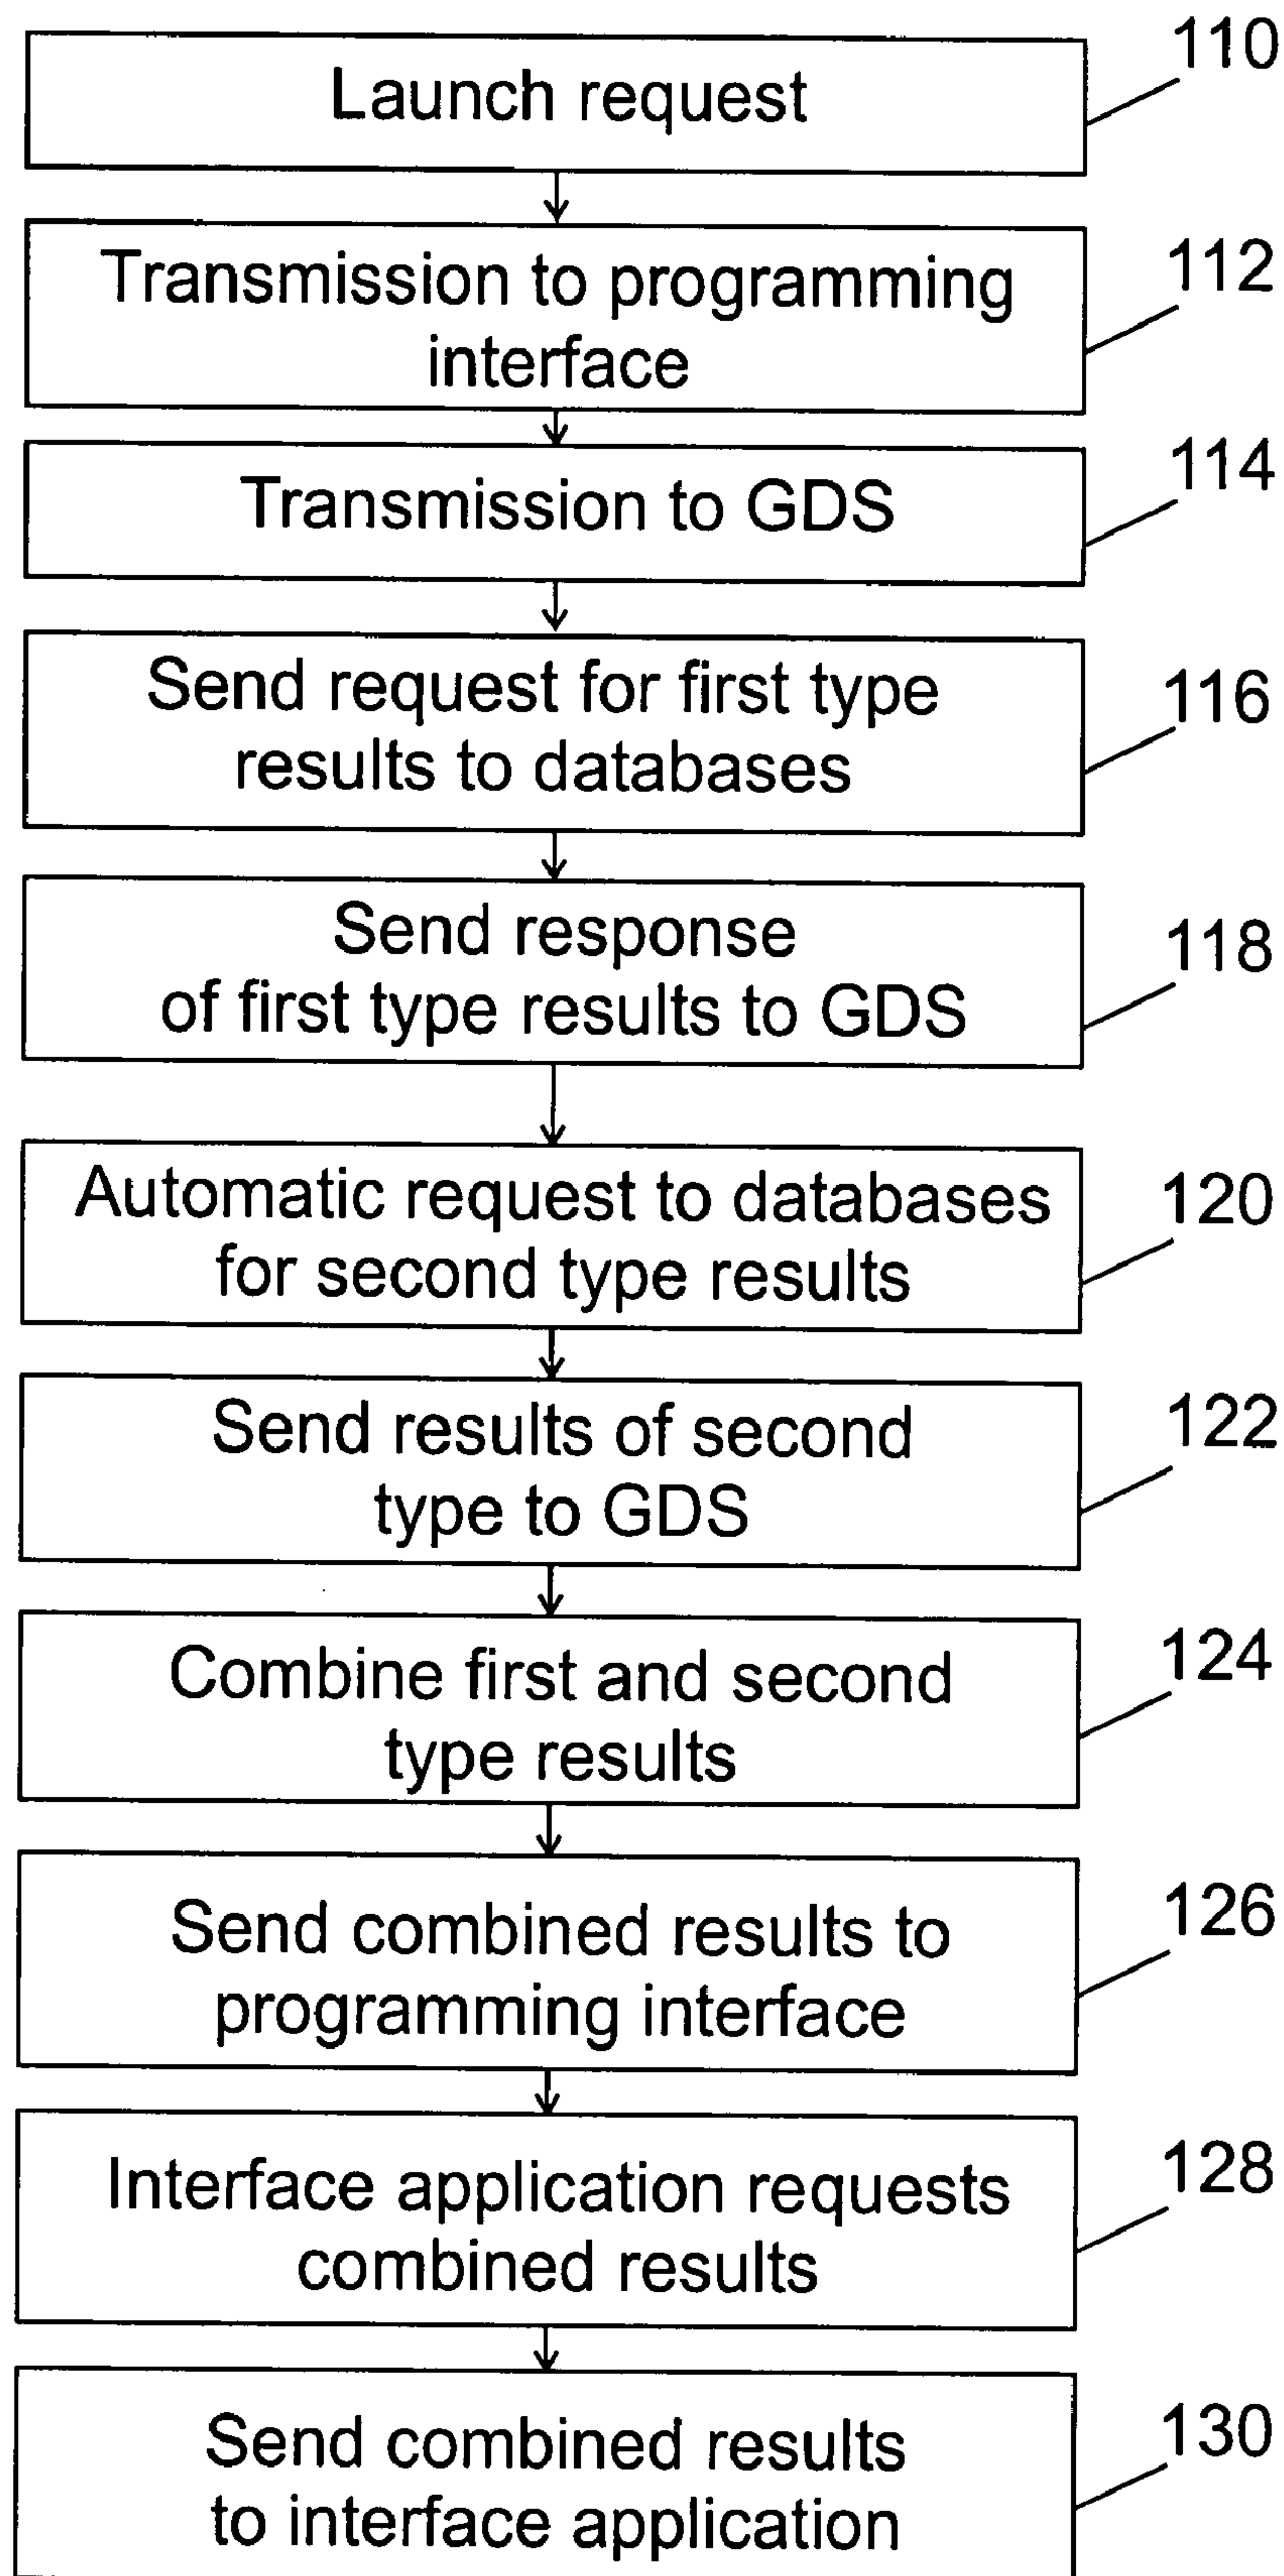 Launch request
110
Transmission to programming
interface
112
Transmission to GDS
114
Send request for first type
results to databases
116
Send response
of first type results to GDS
118
Automatic request to databases
for second type results
120
Send results of second
type to GDS
122
Combine first and second
type results
124
Send combined results to
programming interface
126
Interface application requests
combined results
128
Send combined results
to interface application
130